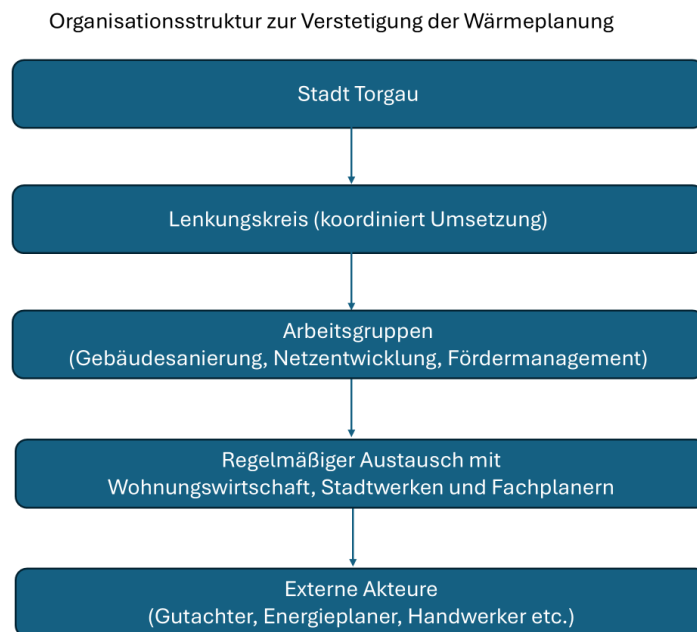 Organisationsstruktur zur Verstetigung der Wärmeplanung
Stadt Torgau
Lenkungskreis (koordiniert Umsetzung)
Arbeitsgruppen
(Gebäudesanierung, Netzentwicklung, Fördermanagement)
Regelmäßiger Austausch mit
Wohnungswirtschaft, Stadtwerken und Fachplanern
Externe Akteure
(Gutachter, Energieplaner, Handwerker etc.)